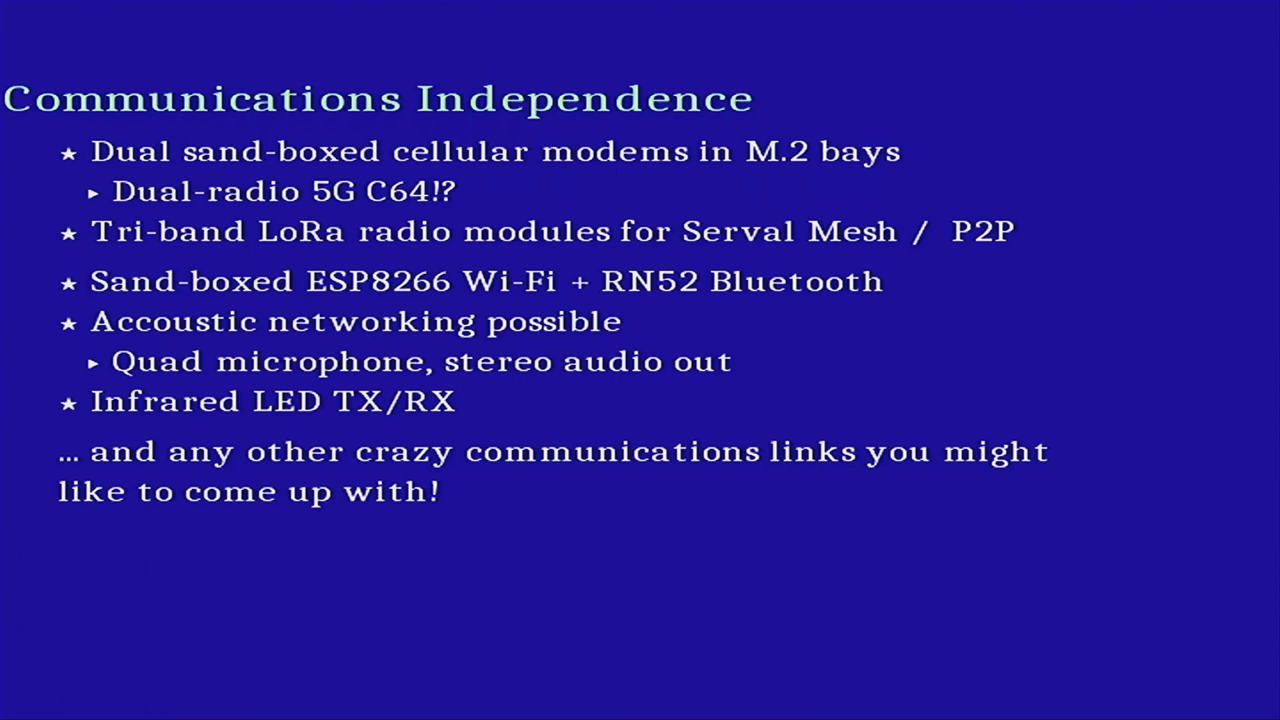 Communications Independence
★ Dual sand-boxed cellular modems in M.2 bays
▸ Dual-radio 5G C64!?
★ Tri-band LoRa radio modules for Serval Mesh / P2P
★ Sand-boxed ESP8266 Wi-Fi + RN52 Bluetooth
★ Accoustic networking possible
▸ Quad microphone, stereo audio out
★ Infrared LED TX/RX
... and any other crazy communications links you might
like to come up with!